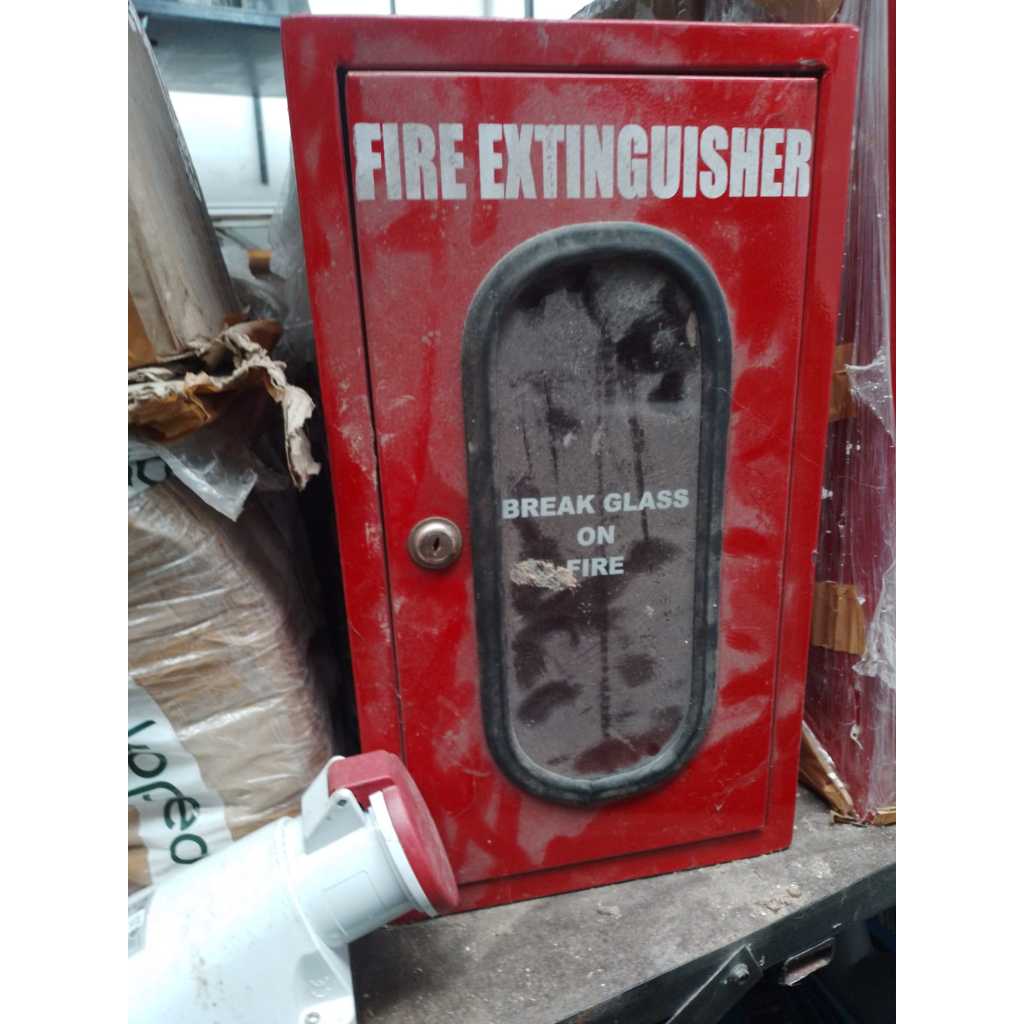 FIRE EXTINGUISHER
BREAK GLASS
ON
FIRE